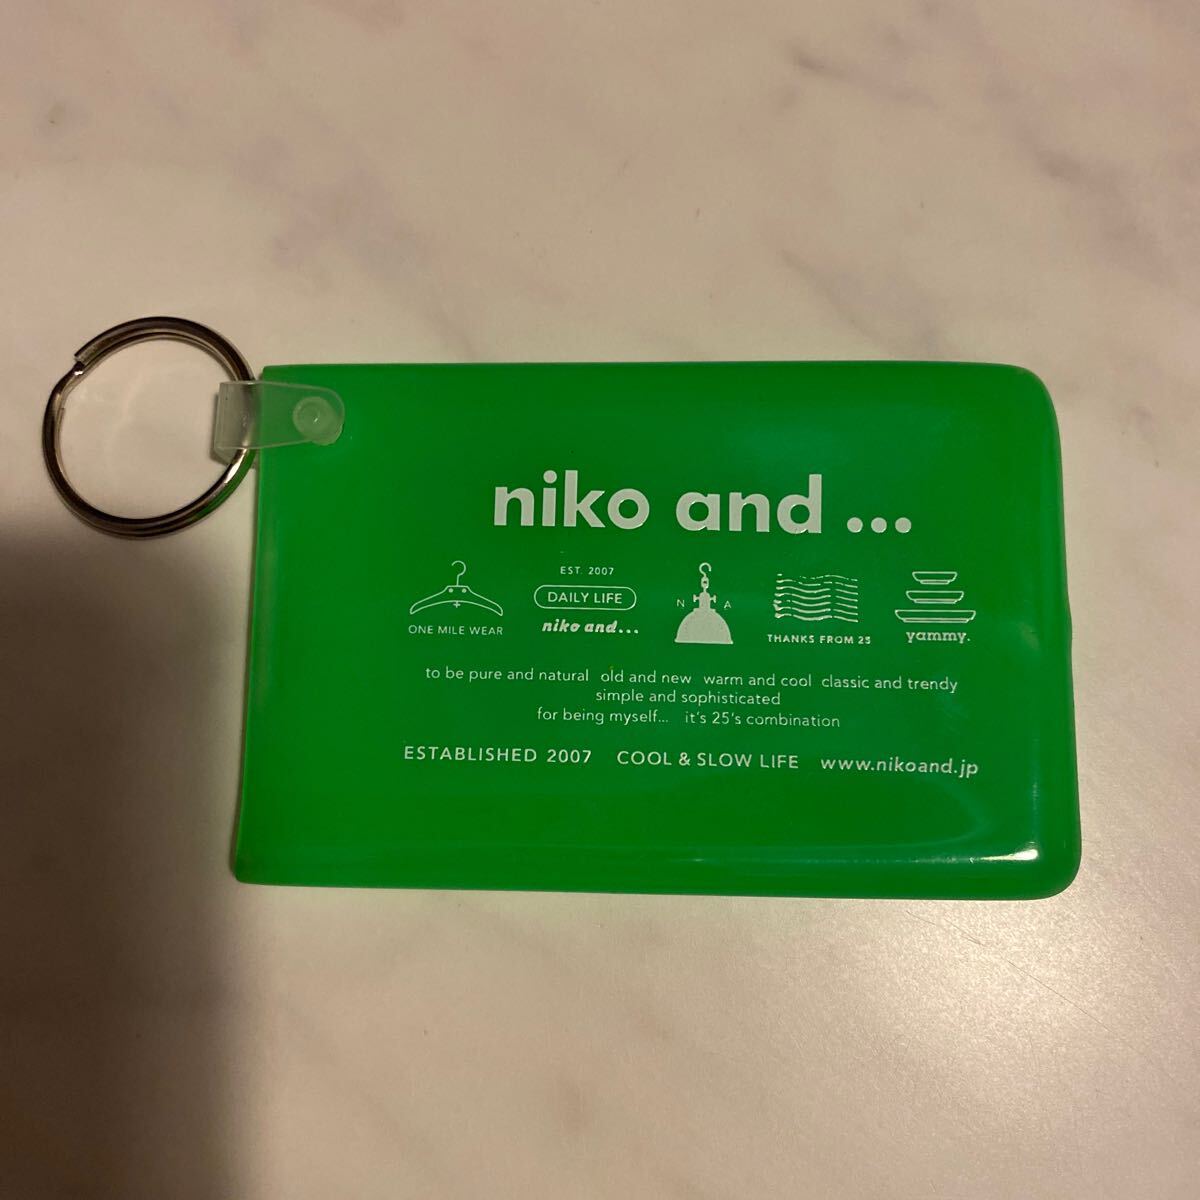 niko and ...
ONE MILE WEAR
EST. 2007
DAILY LIFE
niko and...
N A
THANKS FROM 25
yammy.
to be pure and natural old and new warm and cool classic and trendy
simple and sophisticated
for being myself... it's 25's combination
ESTABLISHED 2007 COOL & SLOW LIFE www.nikoand.jp